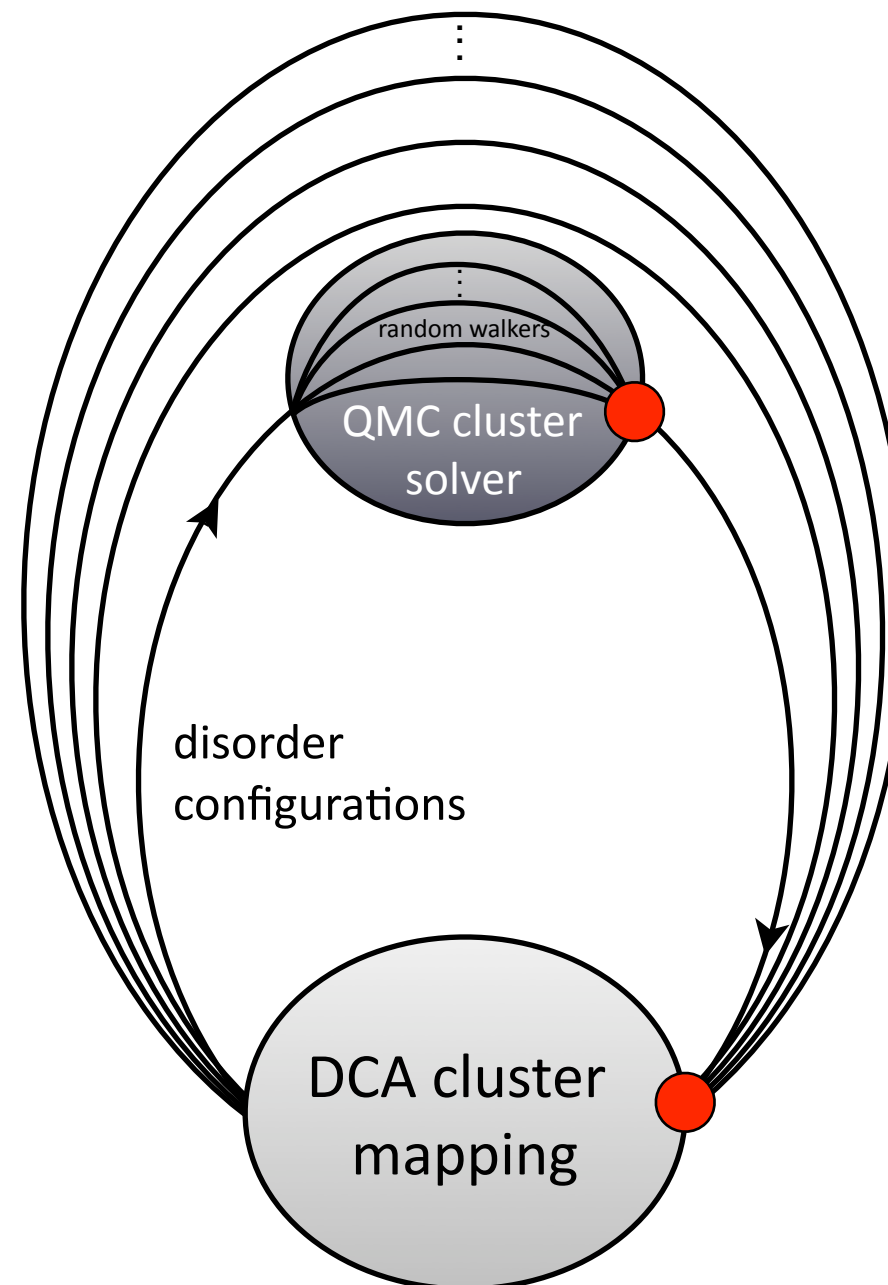 random walkers
QMC cluster
solver
disorder
configurations
DCA cluster
mapping